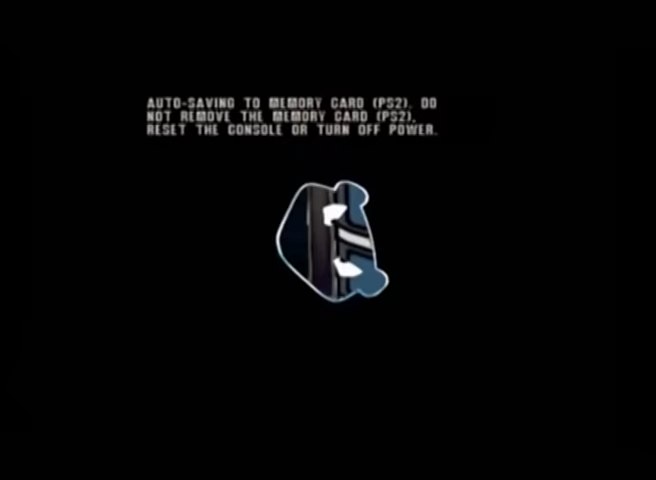 AUTO-SAVING TO MEMORY CARD (PS2). DO
NOT REMOVE THE MEMORY CARD (PS2),
RESET THE CONSOLE OR TURN OFF POWER.